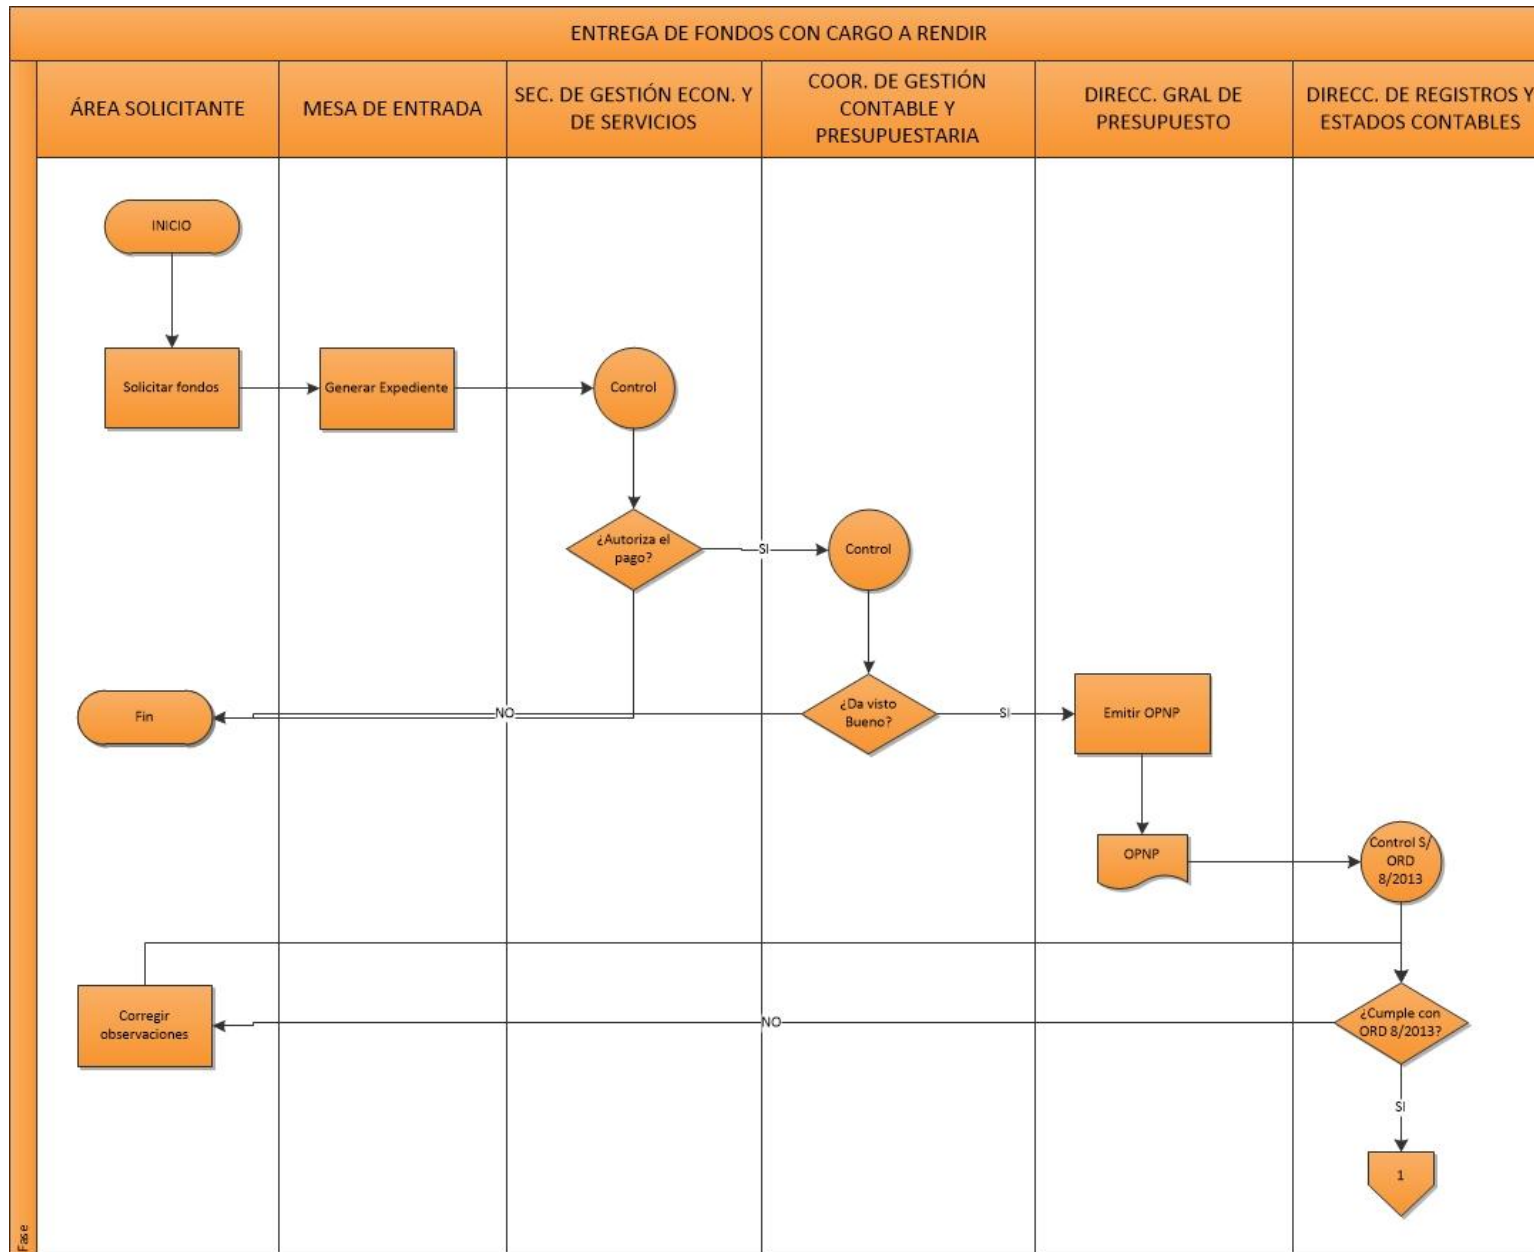 ENTREGA DE FONDOS CON CARGO A RENDIR
ÁREA SOLICITANTE
MESA DE ENTRADA
SEC. DE GESTIÓN ECON. Y
DE SERVICIOS
COOR. DE GESTIÓN
CONTABLE Y
PRESUPUESTARIA
DIRECC. GRAL DE
PRESUPUESTO
DIRECC. DE REGISTROS Y
ESTADOS CONTABLES
INICIO
Solicitar fondos
Generar Expediente
Control
¿Autoriza el
pago?
SI
Control
Fin
NO
¿Da visto
Bueno?
SI
Emitir OPNP
OPNP
Control S/
ORD
8/2013
Corregir
observaciones
NO
¿Cumple con
ORD 8/2013?
SI
1
Fase